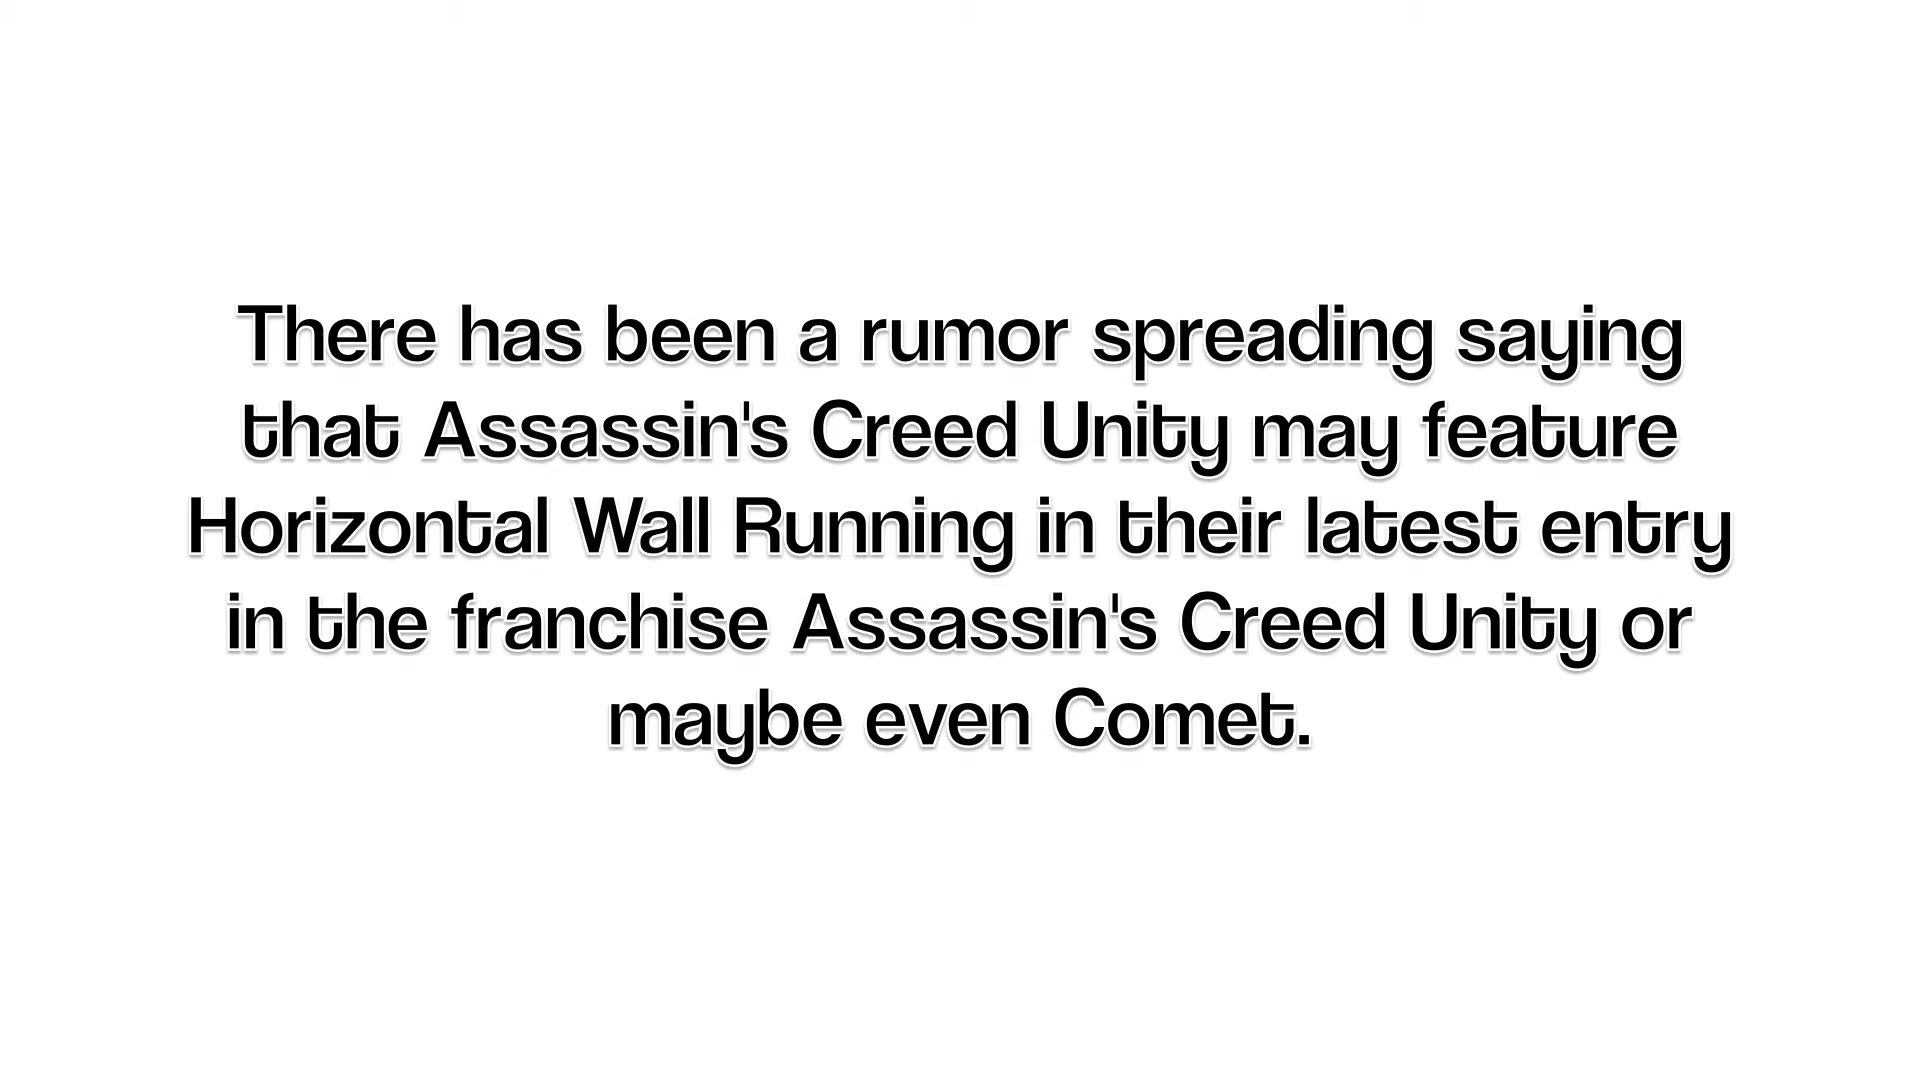 There has been a rumor spreading saying
that Assassin's Creed Unity may feature
Horizontal Wall Running in their latest entry
in the franchise Assassin's Creed Unity or
maybe even Comet.